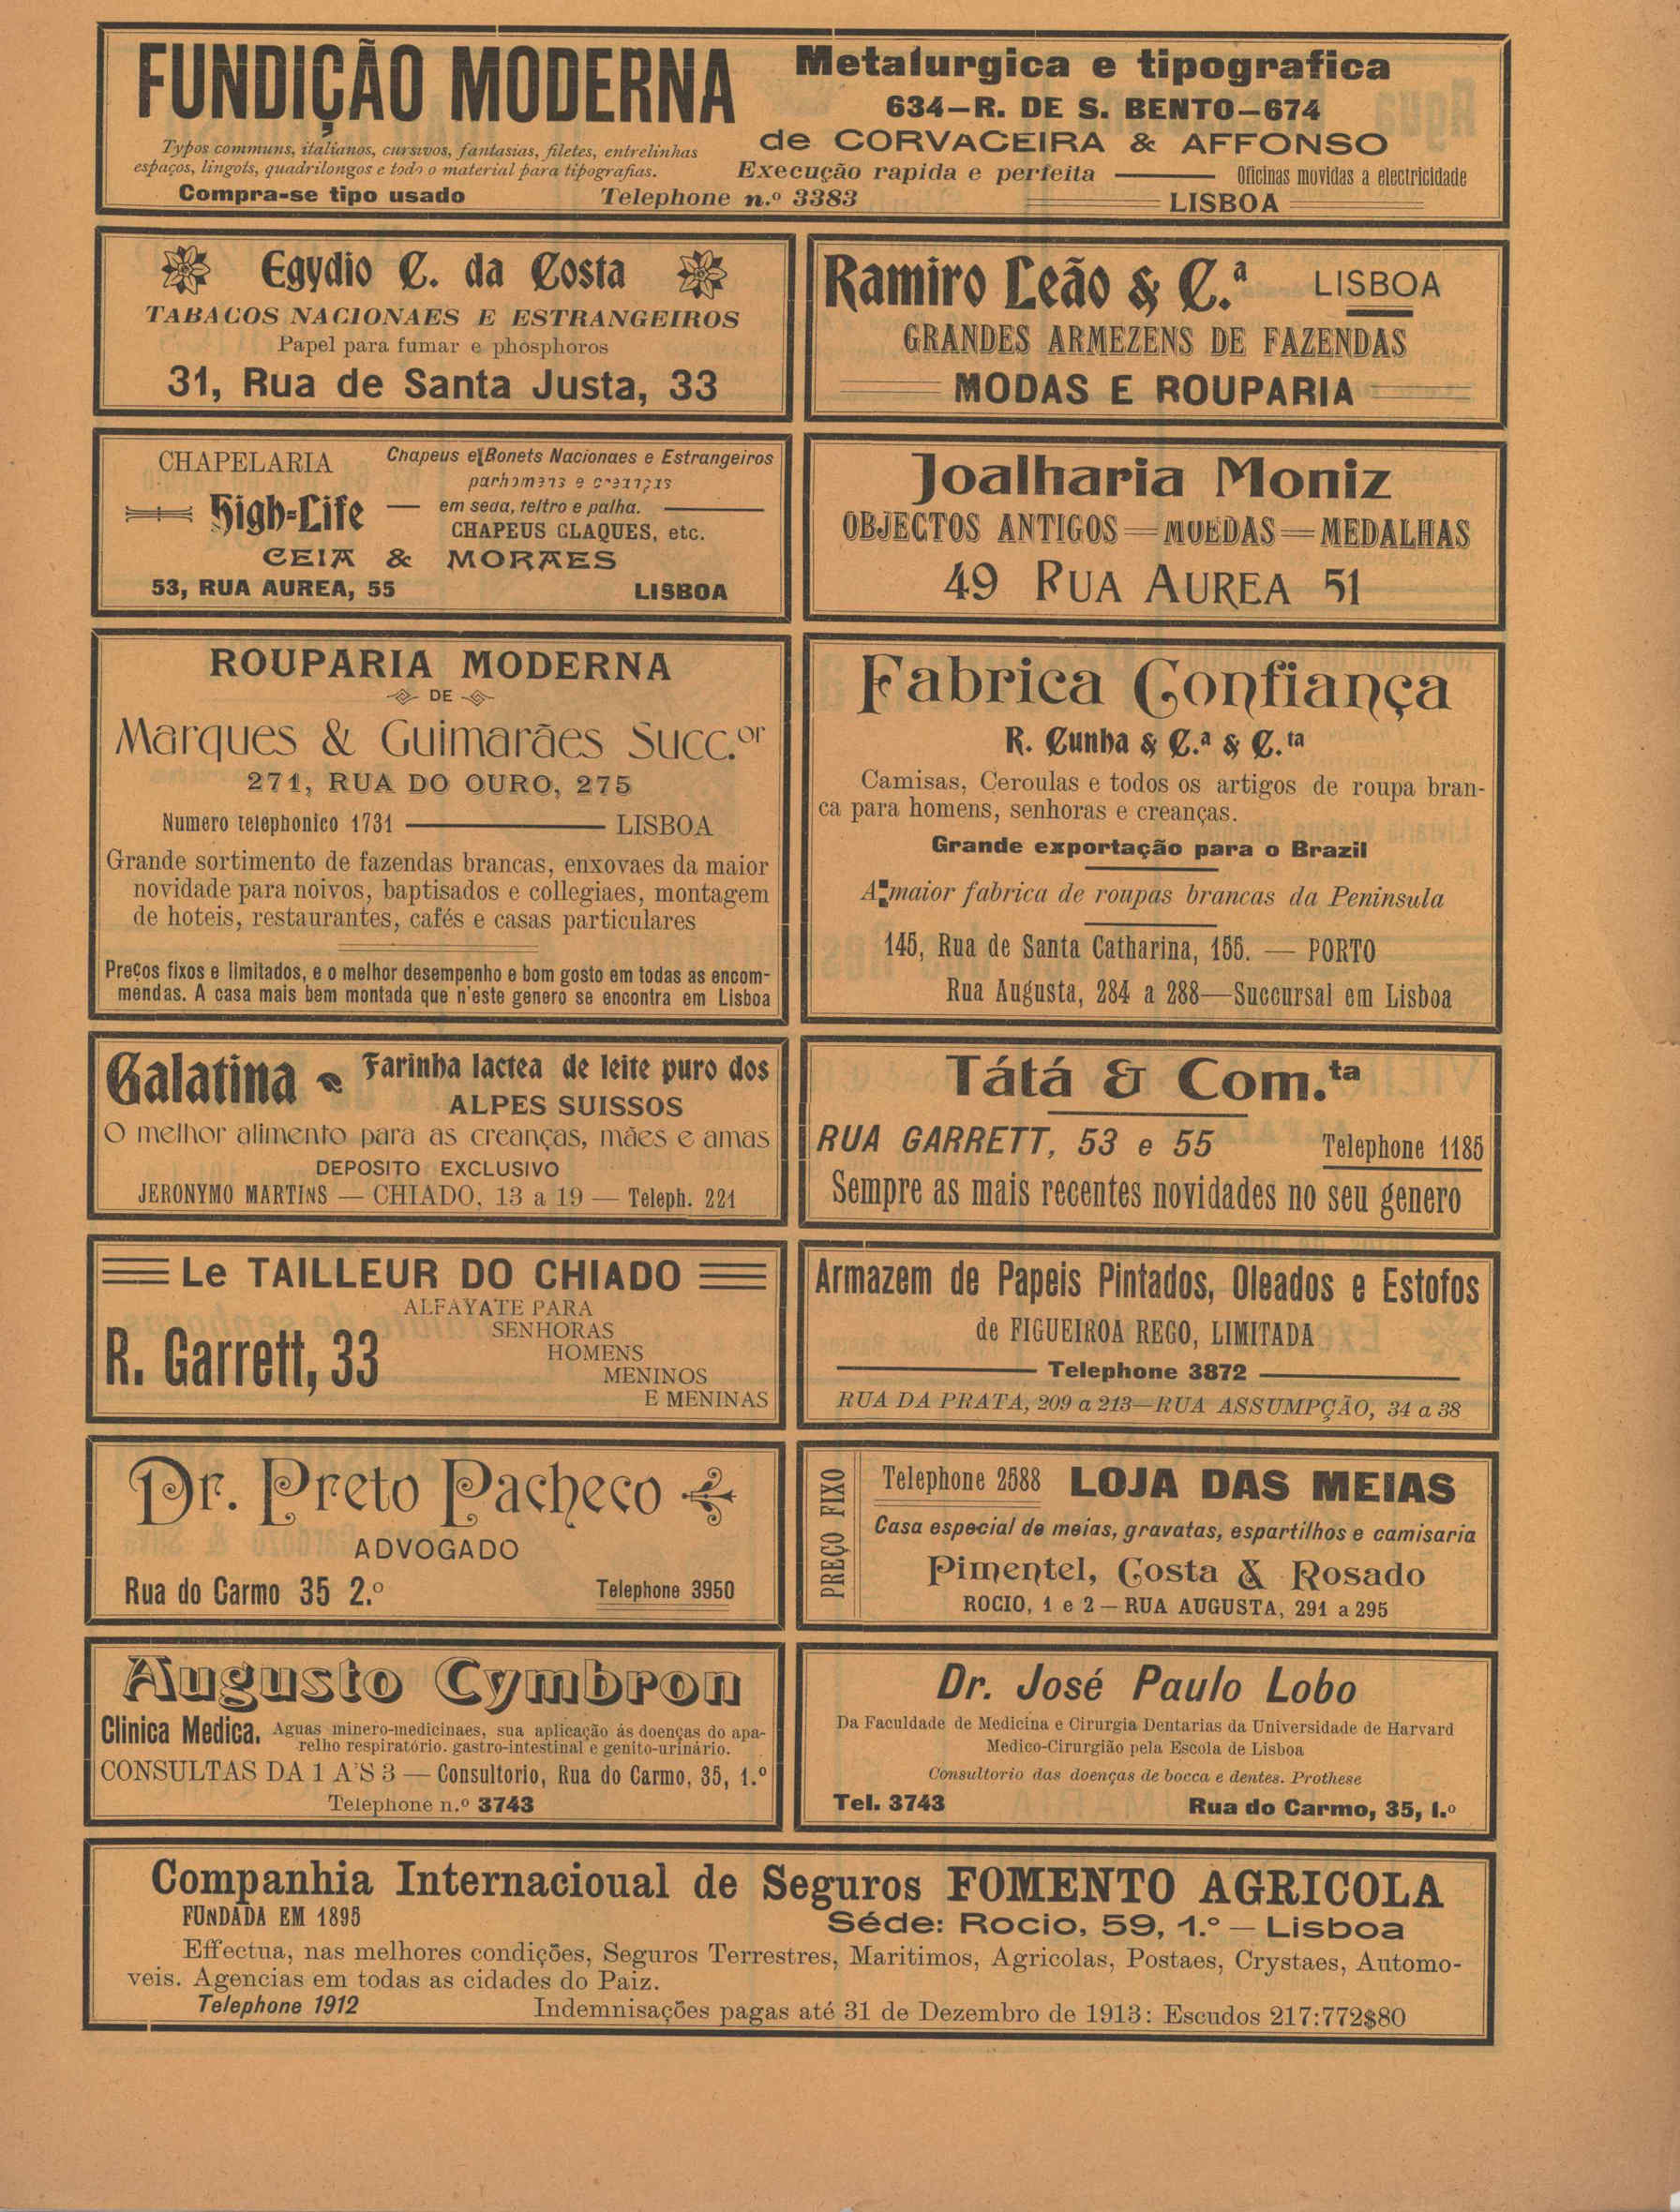 FUNDIÇÃO MODERNA
Typos communs, italianos, cursivos, fantasias, filetes, entrelinhas
espaços, lingots, quadrilongos e todo o material para tipografias.
Compra-se tipo usado
Metalurgica e tipografica
634—R. DE S. BENTO—674
de CORVACEIRA & AFFONSO
Execução rapida e perfeita — Oficinas movidas a electricidade
Telephone n.º 3383
LISBOA
Egydio C. da Costa
TABACOS NACIONAES E ESTRANGEIROS
Papel para fumar e phosphoros
31, Rua de Santa Justa, 33
Ramiro Leão & C.ª LISBOA
GRANDES ARMEZENS DE FAZENDAS
MODAS E ROUPARIA
CHAPELARIA
High-Life
Chapeus e Bonets Nacionaes e Estrangeiros
em seda, feltro e palha.
CHAPEUS CLAQUES, etc.
CEIA & MORAES
53, RUA AUREA, 55 LISBOA
Joalharia Moniz
OBJECTOS ANTIGOS—MOEDAS—MEDALHAS
49 RUA AUREA 51
ROUPARIA MODERNA
DE
Marques & Guimarães Succ.or
271, RUA DO OURO, 275
Numero telephonico 1731 — LISBOA
Grande sortimento de fazendas brancas, enxovaes da maior
novidade para noivos, baptisados e collegiaes, montagem
de hoteis, restaurantes, cafés e casas particulares
Preços fixos e limitados, e o melhor desempenho e bom gosto em todas as encom-
mendas. A casa mais bem montada que n'este genero se encontra em Lisboa
Fabrica Confiança
R. Cunha & C.ª & C.ta
Camisas, Ceroulas e todos os artigos de roupa bran-
ca para homens, senhoras e creanças.
Grande exportação para o Brazil
A maior fabrica de roupas brancas da Peninsula
145, Rua de Santa Catharina, 155. — PORTO
Rua Augusta, 284 a 288—Succursal em Lisboa
Galatina - Farinha lactea de leite puro dos
ALPES SUISSOS
O melhor alimento para as creanças, mães e amas
DEPOSITO EXCLUSIVO
JERONYMO MARTINS — CHIADO, 13 a 19 — Teleph. 221
Tátá & Com.ta
RUA GARRETT, 53 e 55 Telephone 1185
Sempre as mais recentes novidades no seu genero
Le TAILLEUR DO CHIADO
R. Garrett, 33
ALFAYATE PARA
SENHORAS
HOMENS
MENINOS
E MENINAS
Armazem de Papeis Pintados, Oleados e Estofos
de FIGUEIROA REGO, LIMITADA
Telephone 3872
RUA DA PRATA, 209 a 213—RUA ASSUMPÇÃO, 34 a 38
Dr. Preto Pacheco
ADVOGADO
Rua do Carmo 35 2.º Telephone 3950
PREÇO FIXO
Telephone 2588 LOJA DAS MEIAS
Casa especial de meias, gravatas, espartilhos e camisaria
Pimentel, Costa & Rosado
ROCIO, 1 e 2 — RUA AUGUSTA, 291 a 295
Augusto Cymbron
Clinica Medica. Aguas minero-medicinaes, sua aplicação ás doenças do apa-
relho respiratório. gastro-intestinal e genito-urinário.
CONSULTAS DA 1 A'S 3 — Consultorio, Rua do Carmo, 35, 1.º
Telephone n.º 3743
Dr. José Paulo Lobo
Da Faculdade de Medicina e Cirurgia Dentarias da Universidade de Harvard
Medico-Cirurgião pela Escola de Lisboa
Consultorio das doenças de bocca e dentes. Prothese
Tel. 3743 Rua do Carmo, 35, 1.º
Companhia Internacioual de Seguros FOMENTO AGRICOLA
FUNDADA EM 1895
Séde: Rocio, 59, 1.º — Lisboa
Effectua, nas melhores condições, Seguros Terrestres, Maritimos, Agricolas, Postaes, Crystaes, Automo-
veis. Agencias em todas as cidades do Paiz.
Telephone 1912 Indemnisações pagas até 31 de Dezembro de 1913: Escudos 217:772$80